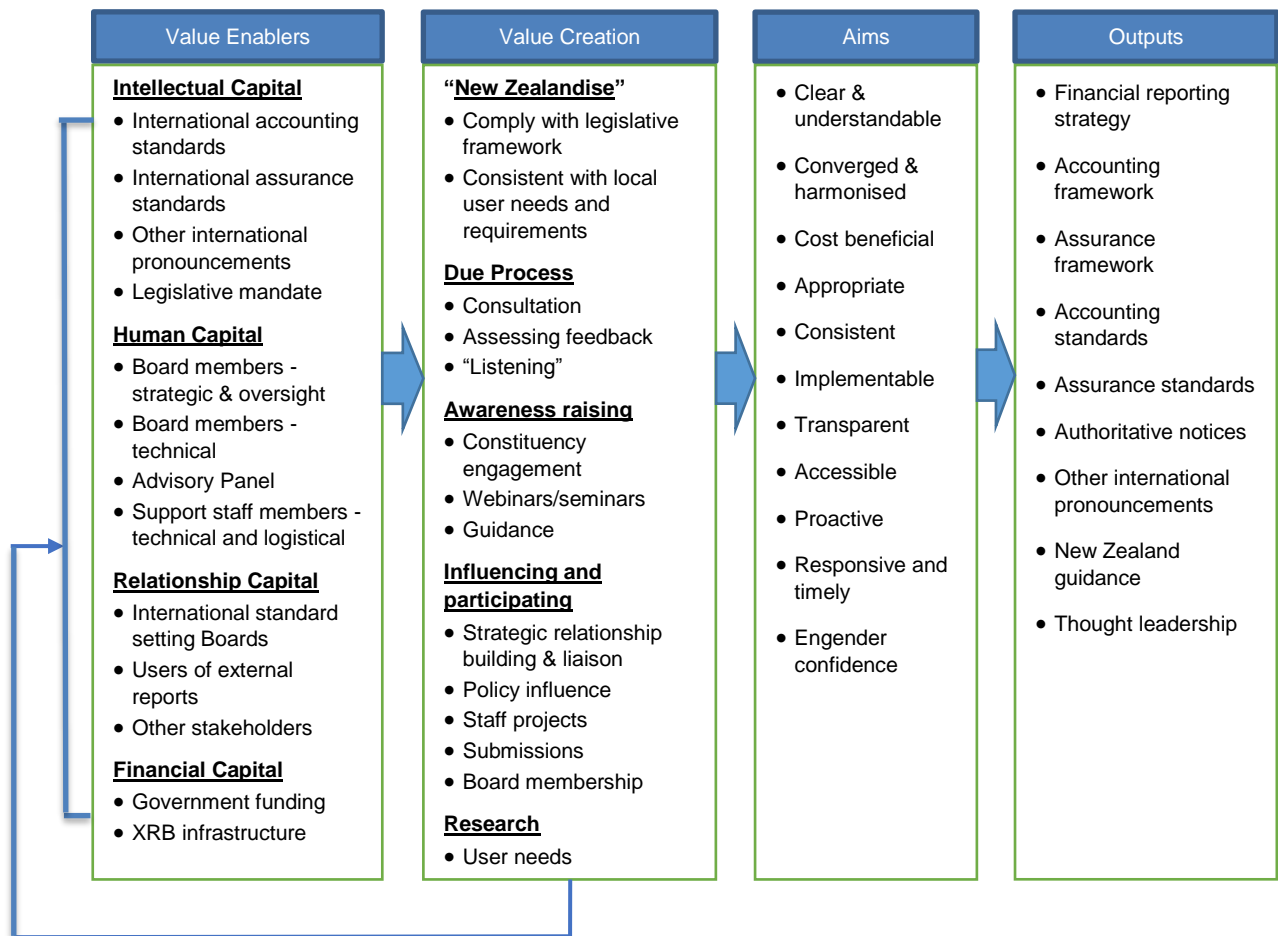 Value Enablers
Intellectual Capital
• International accounting
standards
• International assurance
standards
• Other international
pronouncements
• Legislative mandate
Human Capital
• Board members -
strategic & oversight
• Board members -
technical
• Advisory Panel
• Support staff members -
technical and logistical
Relationship Capital
• International standard
setting Boards
• Users of external
reports
• Other stakeholders
Financial Capital
• Government funding
• XRB infrastructure
Value Creation
“New Zealandise”
• Comply with legislative
framework
• Consistent with local
user needs and
requirements
Due Process
• Consultation
• Assessing feedback
• “Listening”
Awareness raising
• Constituency
engagement
• Webinars/seminars
• Guidance
Influencing and
participating
• Strategic relationship
building & liaison
• Policy influence
• Staff projects
• Submissions
• Board membership
Research
• User needs
Aims
• Clear &
understandable
• Converged &
harmonised
• Cost beneficial
• Appropriate
• Consistent
• Implementable
• Transparent
• Accessible
• Proactive
• Responsive and
timely
• Engender
confidence
Outputs
• Financial reporting
strategy
• Accounting
framework
• Assurance
framework
• Accounting
standards
• Assurance standards
• Authoritative notices
• Other international
pronouncements
• New Zealand
guidance
• Thought leadership